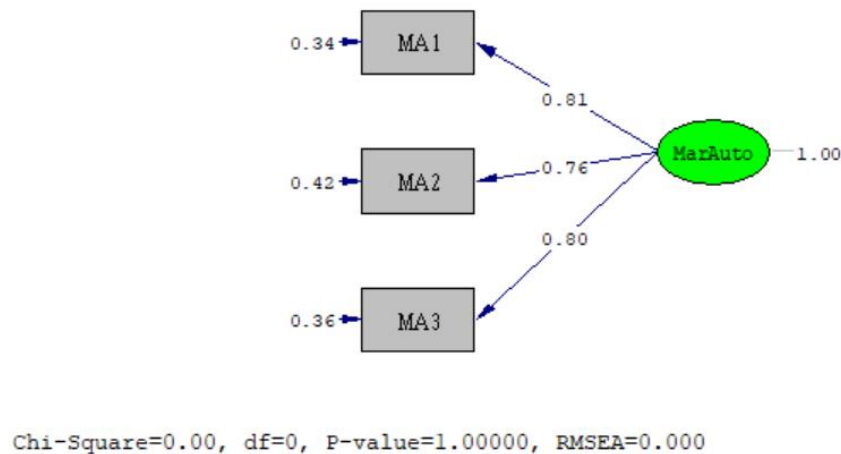 0.34
MA1
0.81
MarAuto
1.00
0.42
MA2
0.76
0.80
0.36
MA3
Chi-Square=0.00, df=0, P-value=1.00000, RMSEA=0.000